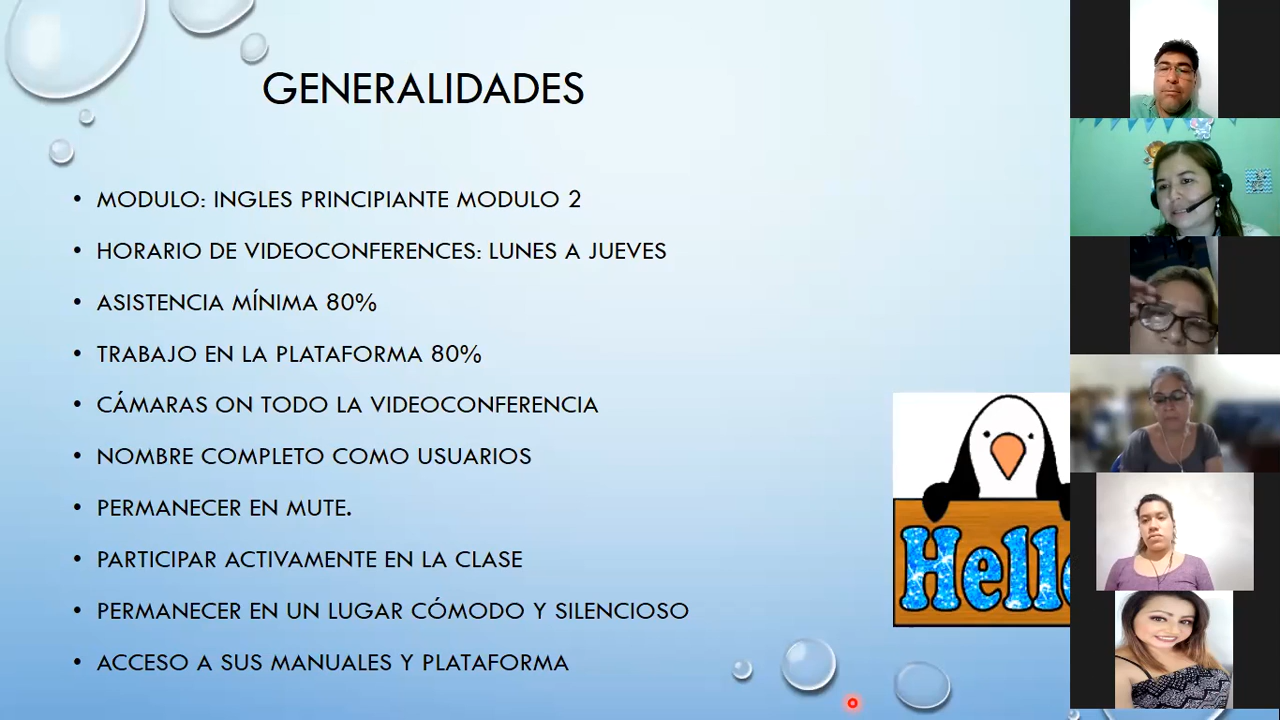 GENERALIDADES
• MODULO: INGLES PRINCIPIANTE MODULO 2
• HORARIO DE VIDEOCONFERENCES: LUNES A JUEVES
• ASISTENCIA MÍNIMA 80%
• TRABAJO EN LA PLATAFORMA 80%
• CÁMARAS ON TODO LA VIDEOCONFERENCIA
• NOMBRE COMPLETO COMO USUARIOS
• PERMANECER EN MUTE.
• PARTICIPAR ACTIVAMENTE EN LA CLASE
• PERMANECER EN UN LUGAR CÓMODO Y SILENCIOSO
• ACCESO A SUS MANUALES Y PLATAFORMA
Hell